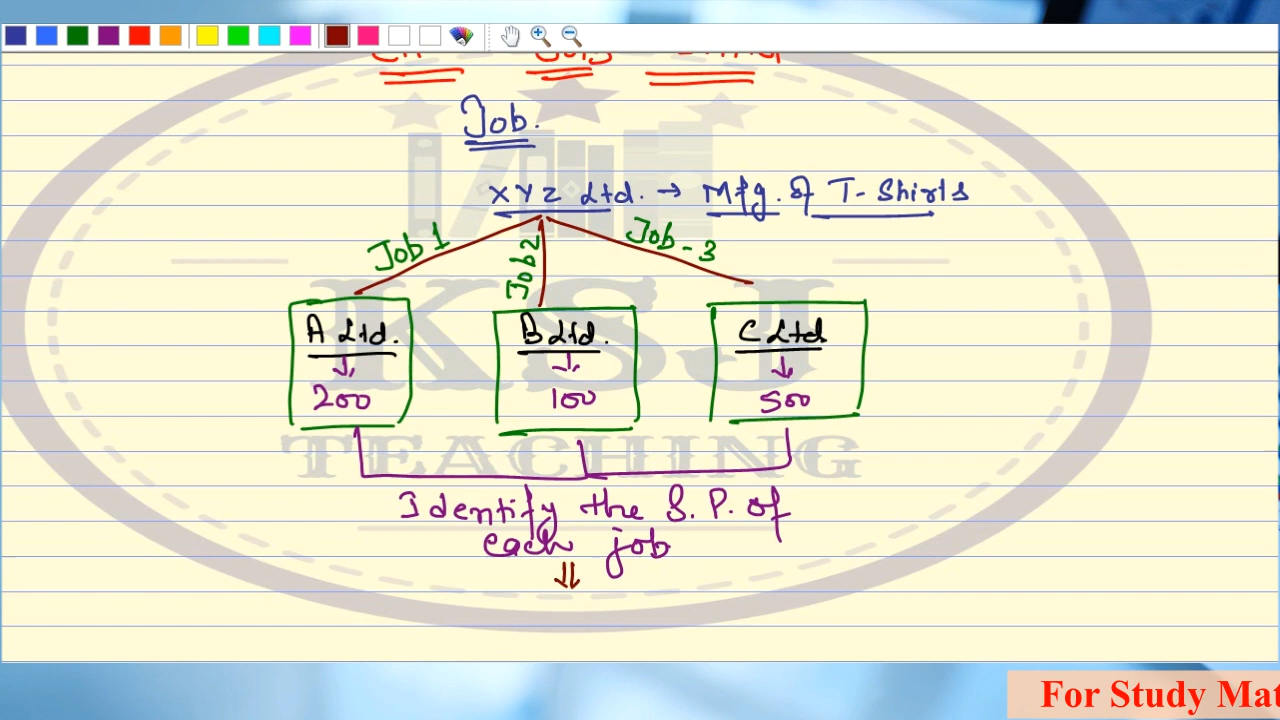 Job.
XYZ Ltd. → Mfg. of T-Shirts
Job 1
Job 2
Job-3
A Ltd.
B Ltd.
C Ltd
↓
↓
↓
200
100
500
KSJ
TEACHING
Identify the S.P. of
each job
⇓
For Study Mat